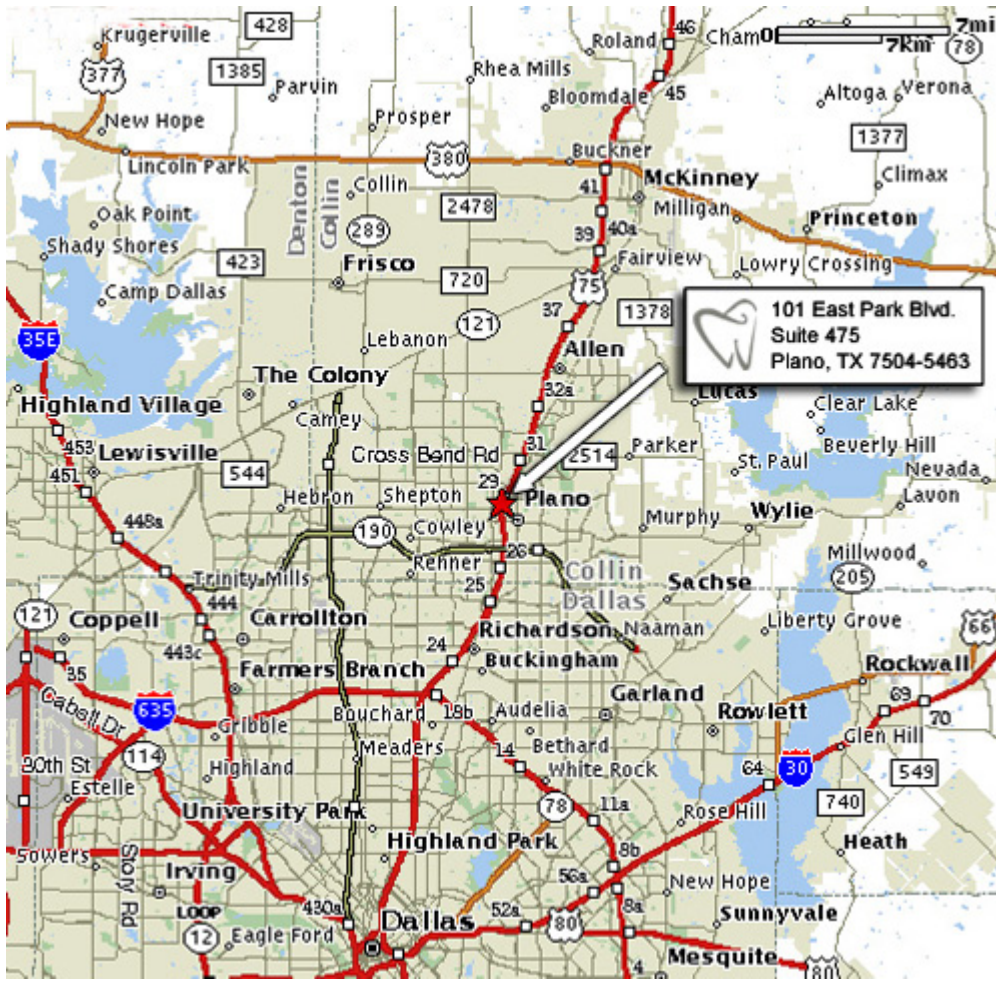 428
46
Cham
0
7mi
7km
78
Krugerville
Roland
377
1385
Rhea Mills
Parvin
45
Bloomdale
Altoga
Verona
New Hope
Prosper
1377
Lincoln Park
380
Buckner
Climax
Collin
41
McKinney
Oak Point
Denton
Collin
2478
Milligan
Princeton
289
40a
Shady Shores
39
423
Frisco
720
Fairview
Lowry Crossing
Camp Dallas
75
1378
101 East Park Blvd.
Suite 475
Plano, TX 7504-5463
35E
121
37
Lebanon
Allen
The Colony
32a
Lucas
Highland Village
Camey
Clear Lake
453
Lewisville
31
Cross Bend Rd
Parker
Beverly Hill
451
544
2514
St. Paul
Nevada
29
Hebron
Shepton
Plano
Lavon
448a
190
Cowley
Murphy
Wylie
26
Renner
Millwood
Trinity Mills
25
Collin
Dallas
Sachse
205
121
444
Coppell
Carrollton
Richardson
Naaman
Liberty Grove
66
443c
24
Buckingham
35
Farmers Branch
Rockwall
Garland
69
Cabell Dr
635
Bouchard
18b
Audelia
Rowlett
70
Gribble
Glen Hill
Meaders
14
Bethard
114
30th St
Highland
White Rock
64
30
549
Estelle
78
11a
740
University Park
Rose Hill
Highland Park
Heath
8b
Sowers
Irving
Story Rd
56a
New Hope
430a
52a
8a
LOOP
12
Dallas
80
Sunnyvale
Eagle Ford
Mesquite
4
80